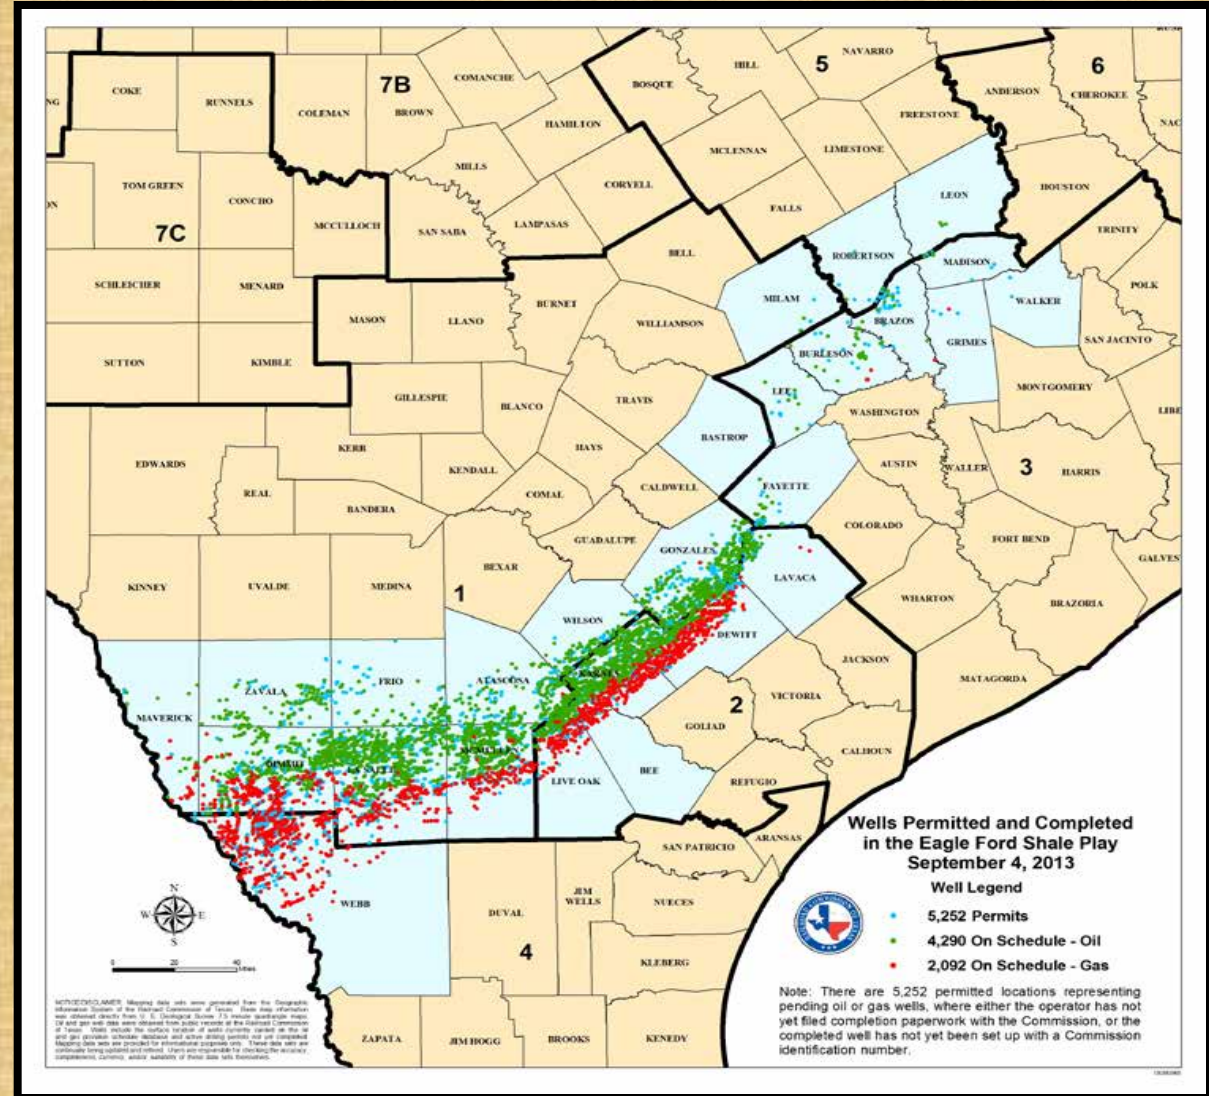 7B
5
NAVARRO
6
COMANCHE
HILL
BOSQUE
COKE
ANDERSON
CHEROKEE
RUNNELS
COLEMAN
BROWN
FREESTONE
HAMILTON
NAC
MCLENNAN
LIMESTONE
MILLS
TOM GREEN
CORYELL
HOUSTON
LEON
CONCHO
FALLS
MCCULLOCH
SAN SABA
LAMPASAS
7C
TRINITY
BELL
ROBERTSON
MADISON
SCHLEICHER
MENARD
POLK
MILAM
WALKER
BURNET
MASON
LLANO
WILLIAMSON
BRAZOS
SAN JACINTO
GRIMES
BURLESON
SUTTON
KIMBLE
MONTGOMERY
LEE
GILLESPIE
TRAVIS
BLANCO
WASHINGTON
LIBE
BASTROP
KERR
HAYS
EDWARDS
AUSTIN
WALLER
3
HARRIS
KENDALL
CALDWELL
FAYETTE
REAL
COMAL
BANDERA
COLORADO
GUADALUPE
FORT BEND
GONZALES
GALVES
BEXAR
LAVACA
KINNEY
UVALDE
MEDINA
1
WHARTON
BRAZORIA
WILSON
DEWITT
JACKSON
KARNES
ATASCOSA
FRIO
MATAGORDA
ZAVALA
VICTORIA
2
MAVERICK
GOLIAD
CALHOUN
MCMULLEN
DIMMIT
LA SALLE
BEE
LIVE OAK
REFUGIO
ARANSAS
SAN PATRICIO
Wells Permitted and Completed
in the Eagle Ford Shale Play
September 4, 2013
Well Legend
5,252 Permits
4,290 On Schedule - Oil
2,092 On Schedule - Gas
Note: There are 5,252 permitted locations representing
pending oil or gas wells, where either the operator has not
yet filed completion paperwork with the Commission, or the
completed well has not yet been set up with a Commission
identification number.
N
W
E
S
WEBB
DUVAL
JIM
WELLS
NUECES
4
KLEBERG
0
20
40
Miles
ZAPATA
JIM HOGG
BROOKS
KENEDY